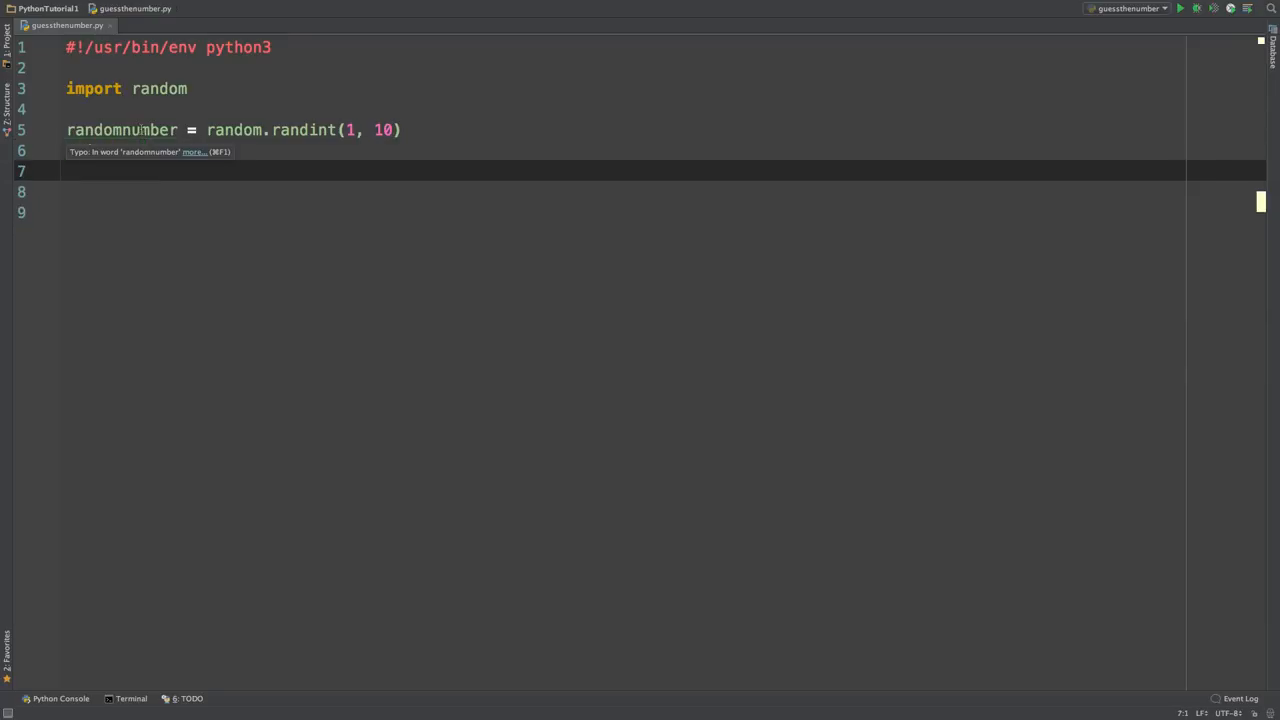 PythonTutorial1 guessthenumber.py guessthenumber
guessthenumber.py
1: Project
Z: Structure
2: Favorites
Database
1 #!/usr/bin/env python3
2
3 import random
4
5 randomnumber = random.randint(1, 10)
6 Typo: In word 'randomnumber' more... (⌘F1)
7
8
9
Python Console Terminal 6: TODO Event Log
7:1 LF÷ UTF-8÷